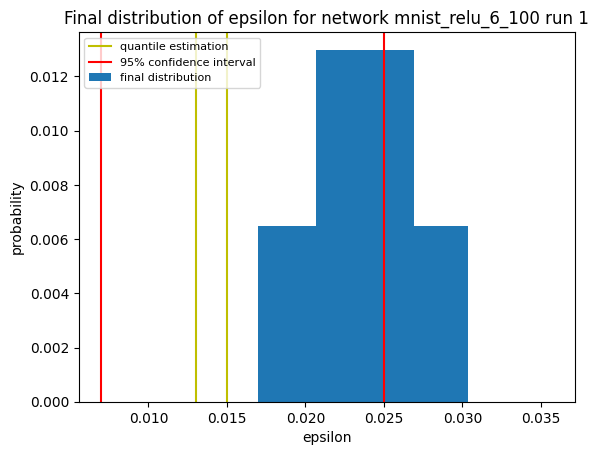 Final distribution of epsilon for network mnist_relu_6_100 run 1
quantile estimation
95% confidence interval
final distribution
probability
0.012
0.010
0.008
0.006
0.004
0.002
0.000
0.010 0.015 0.020 0.025 0.030 0.035
epsilon